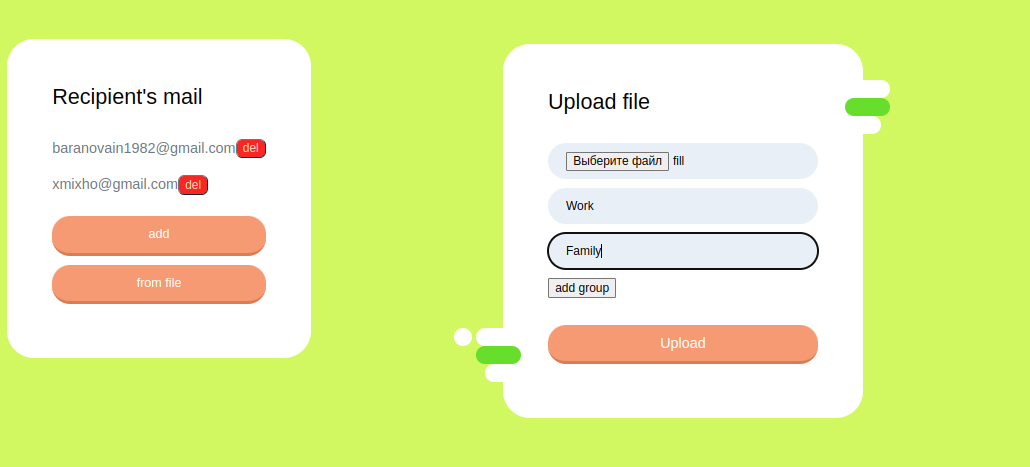 Recipient's mail
baranovain1982@gmail.com del
xmixho@gmail.com del
add
from file
Upload file
Выберите файл fill
Work
Family
add group
Upload